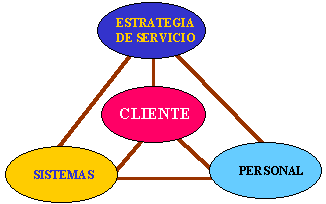 ESTRATEGIA
DE SERVICIO
CLIENTE
SISTEMAS
PERSONAL